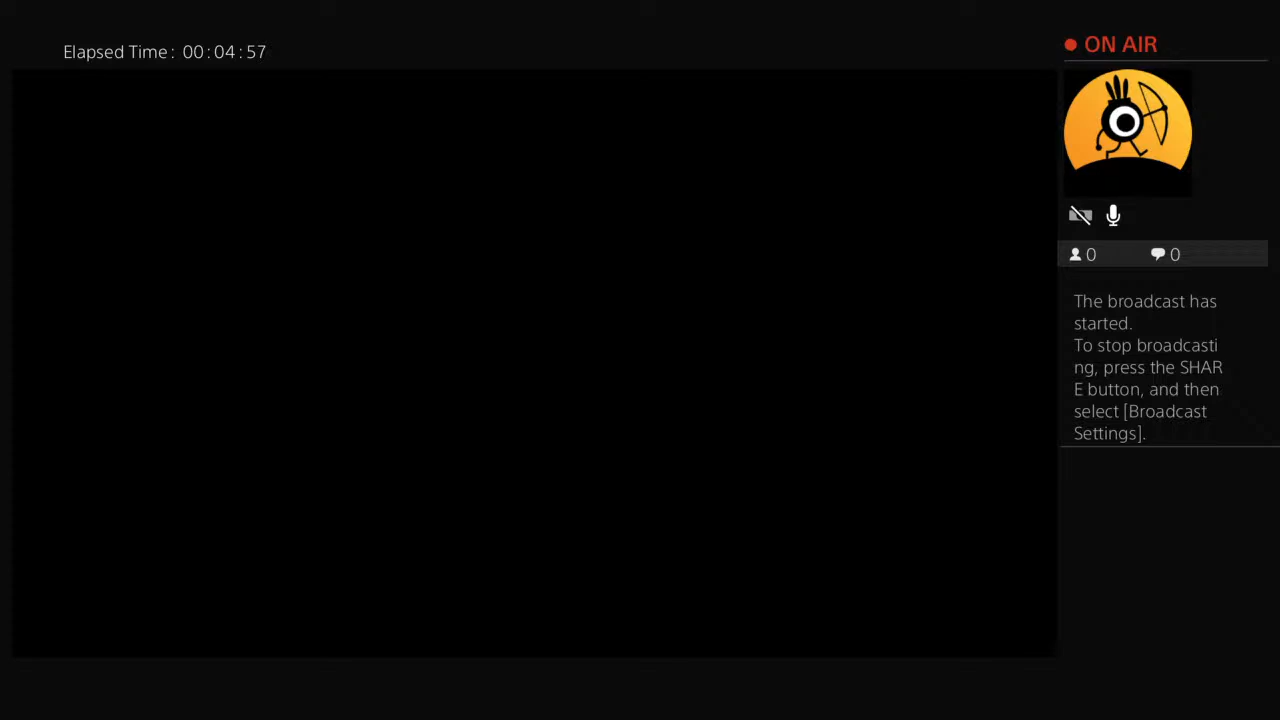 Elapsed Time: 00:04:57
ON AIR
0 0
The broadcast has
started.
To stop broadcasti
ng, press the SHAR
E button, and then
select [Broadcast
Settings].